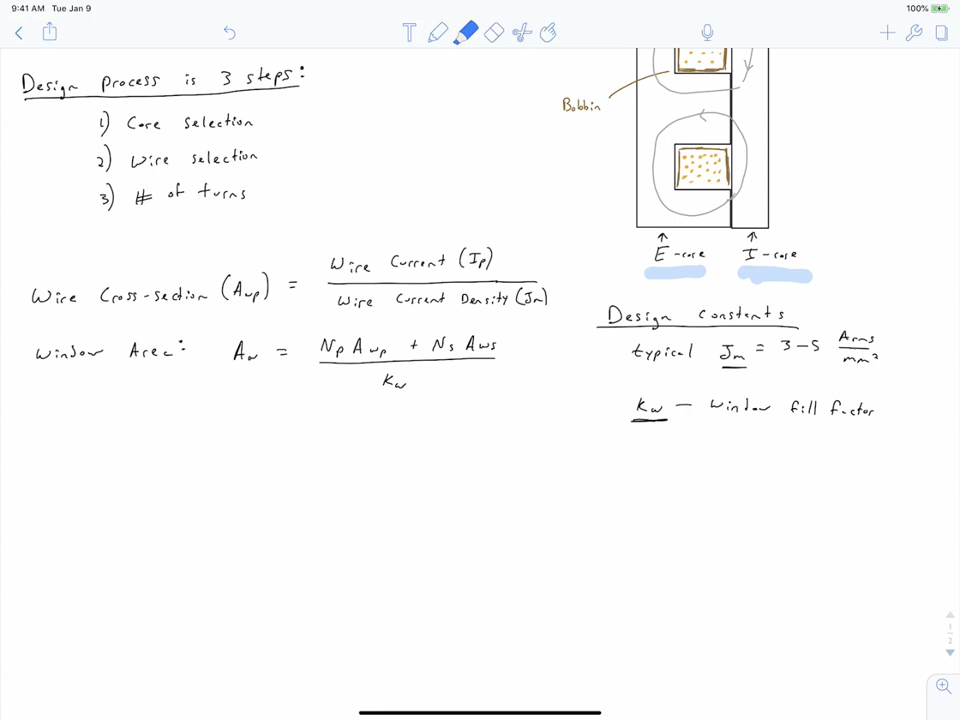 9:41 AM Tue Jan 9
100%
Design process is 3 steps:
1) Core selection
2) Wire selection
3) # of turns
Bobbin
E-core
I-core
Wire Cross-section (Awp) = Wire Current (Ip)
Wire Current Density (Jm)
Window Area: Aw = Np Awp + Ns Aws
kw
Design constants
typical Jm = 3-5 Arms
mm²
kw — window fill factor
1
2